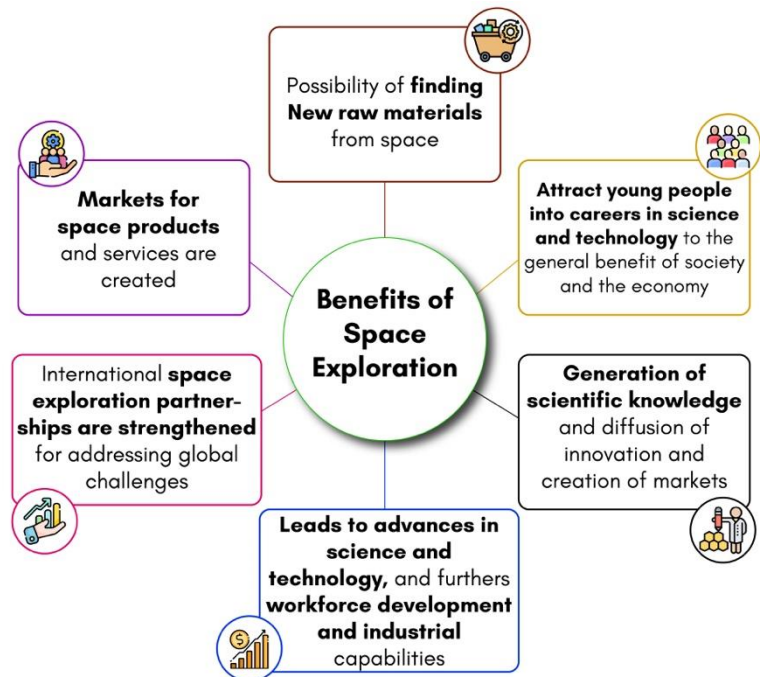 Benefits of
Space
Exploration
Possibility of finding
New raw materials
from space
Attract young people
into careers in science
and technology to the
general benefit of society
and the economy
Generation of
scientific knowledge
and diffusion of
innovation and
creation of markets
Leads to advances in
science and
technology, and furthers
workforce development
and industrial
capabilities
International space
exploration partner-
ships are strengthened
for addressing global
challenges
Markets for
space products
and services are
created
$